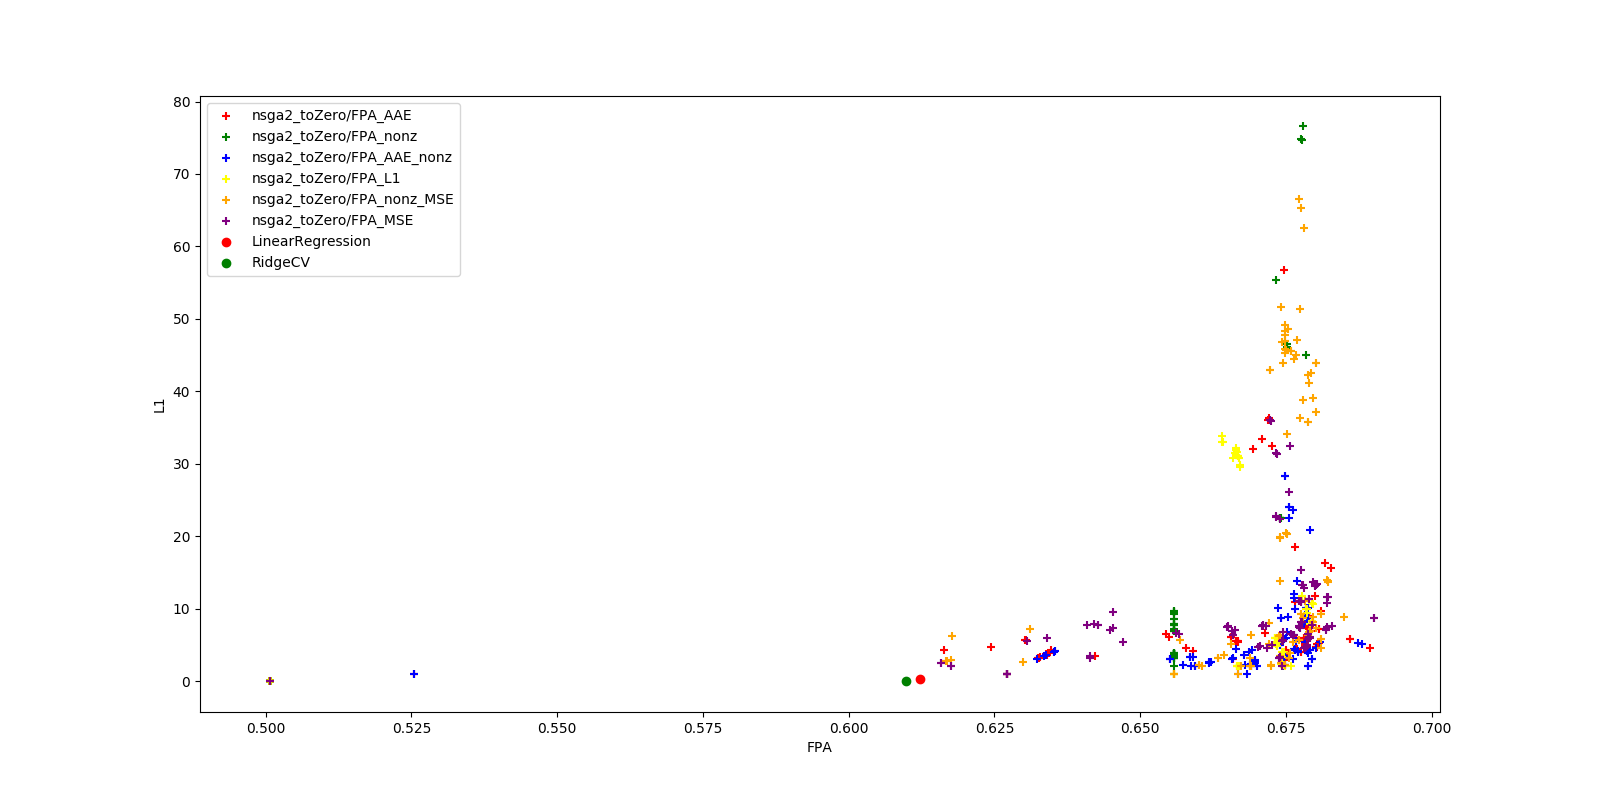 80
70
60
50
40
30
20
10
0
L1
nsga2_toZero/FPA_AAE
nsga2_toZero/FPA_nonz
nsga2_toZero/FPA_AAE_nonz
nsga2_toZero/FPA_L1
nsga2_toZero/FPA_nonz_MSE
nsga2_toZero/FPA_MSE
LinearRegression
RidgeCV
0.500 0.525 0.550 0.575 0.600 0.625 0.650 0.675 0.700
FPA